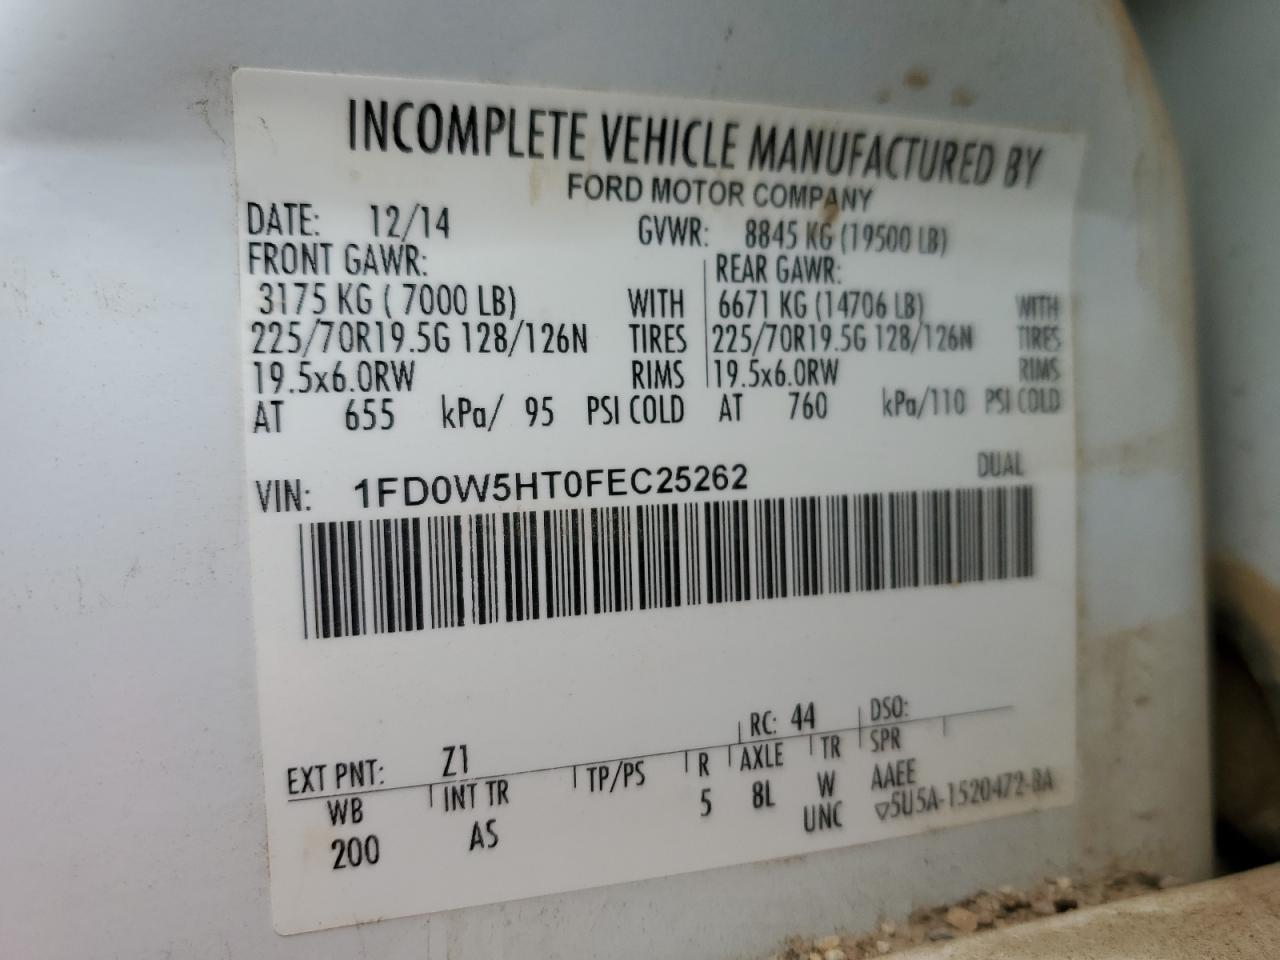 INCOMPLETE VEHICLE MANUFACTURED BY
FORD MOTOR COMPANY
DATE: 12/14 GVWR: 8845 KG (19500 LB)
FRONT GAWR: REAR GAWR:
3175 KG ( 7000 LB) WITH 6671 KG (14706 LB) WITH
225/70R19.5G 128/126N TIRES 225/70R19.5G 128/126N TIRES
19.5x6.0RW RIMS 19.5x6.0RW RIMS
AT 655 kPa/ 95 PSI COLD AT 760 kPa/110 PSI COLD
VIN: 1FD0W5HT0FEC25262 DUAL
EXT PNT: Z1 RC: 44 DSO:
WB INT TR TP/PS R AXLE TR SPR
200 AS 5 8L W AAEE
UNC ▽5U5A-1520472-BA